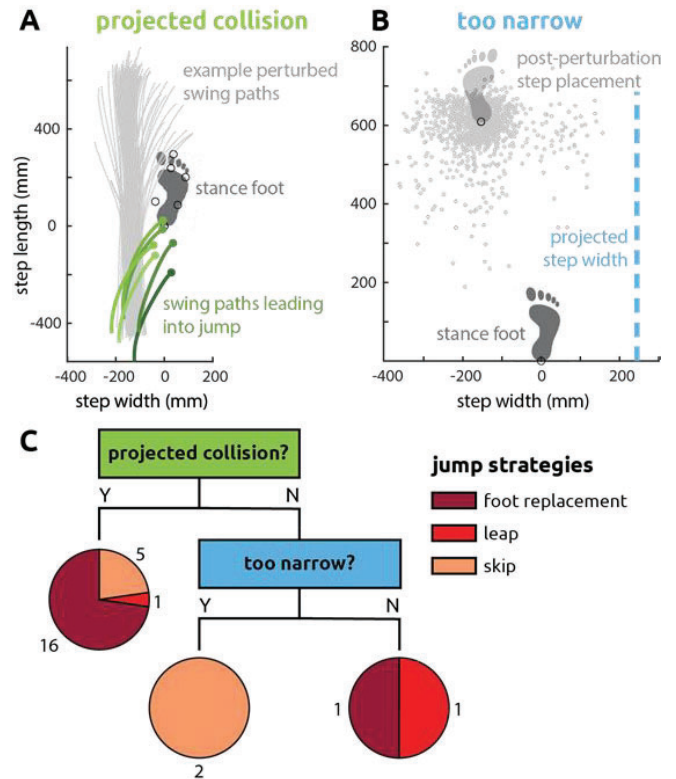 A projected collision
example perturbed
swing paths
400
200
0
-200
-400
step length (mm)
stance foot
swing paths leading
into jump
-400 -200 0 200
step width (mm)
B too narrow
800
600
400
200
post-perturbation
step placement
projected
step width
stance foot
-400 -200 0 200
step width (mm)
C
projected collision?
Y N
too narrow?
Y N
5
1
16
2
1 1
jump strategies
foot replacement
leap
skip